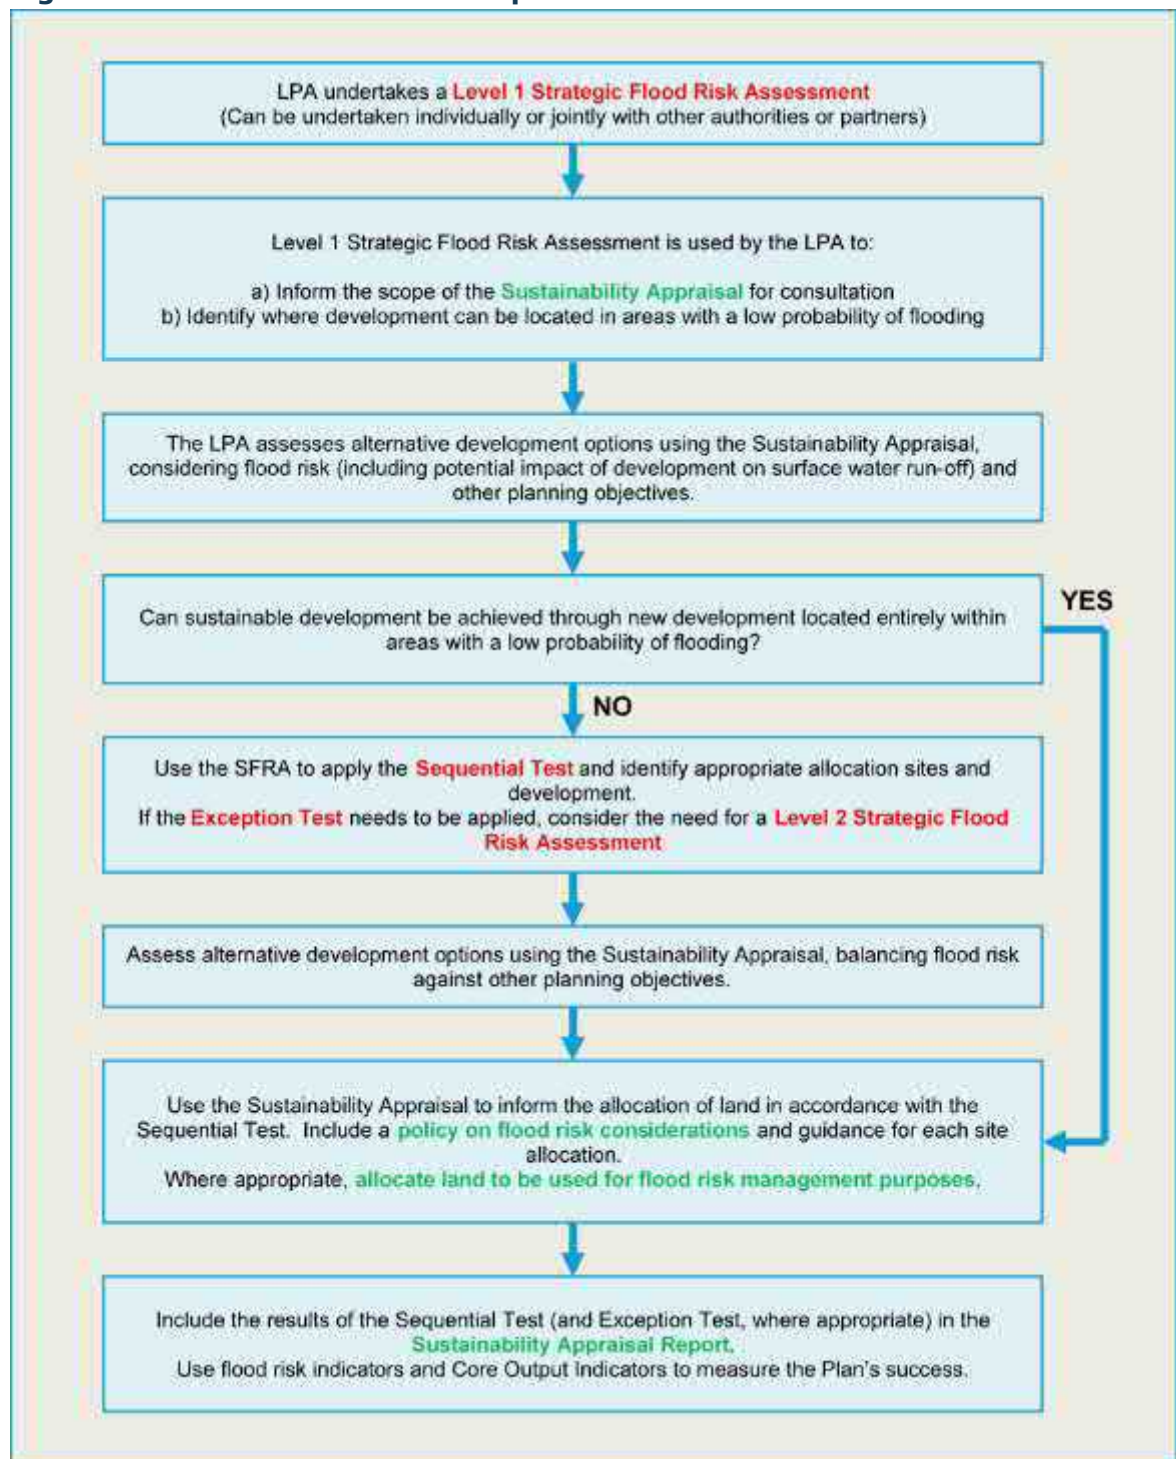 LPA undertakes a Level 1 Strategic Flood Risk Assessment
(Can be undertaken individually or jointly with other authorities or partners)
Level 1 Strategic Flood Risk Assessment is used by the LPA to:
a) Inform the scope of the Sustainability Appraisal for consultation
b) Identify where development can be located in areas with a low probability of flooding
The LPA assesses alternative development options using the Sustainability Appraisal,
considering flood risk (including potential impact of development on surface water run-off) and
other planning objectives.
Can sustainable development be achieved through new development located entirely within
areas with a low probability of flooding?
YES
NO
Use the SFRA to apply the Sequential Test and identify appropriate allocation sites and
development.
If the Exception Test needs to be applied, consider the need for a Level 2 Strategic Flood
Risk Assessment
Assess alternative development options using the Sustainability Appraisal, balancing flood risk
against other planning objectives.
Use the Sustainability Appraisal to inform the allocation of land in accordance with the
Sequential Test. Include a policy on flood risk considerations and guidance for each site
allocation.
Where appropriate, allocate land to be used for flood risk management purposes.
Include the results of the Sequential Test (and Exception Test, where appropriate) in the
Sustainability Appraisal Report.
Use flood risk indicators and Core Output Indicators to measure the Plan's success.